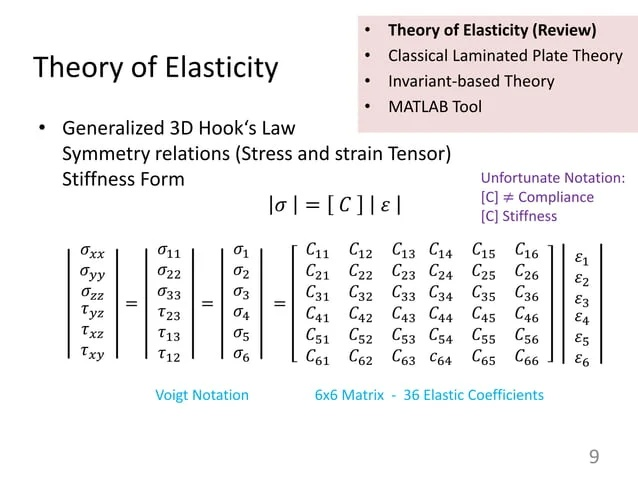 Theory of Elasticity
• Theory of Elasticity (Review)
• Classical Laminated Plate Theory
• Invariant-based Theory
• MATLAB Tool
• Generalized 3D Hook‘s Law
Symmetry relations (Stress and strain Tensor)
Stiffness Form
|σ| = [C]|ε|
Unfortunate Notation:
[C] ≠ Compliance
[C] Stiffness
σxx σ11 σ1 C11 C12 C13 C14 C15 C16 ε1
σyy σ22 σ2 C21 C22 C23 C24 C25 C26 ε2
σzz σ33 σ3 C31 C32 C33 C34 C35 C36 ε3
τyz = τ23 = σ4 = C41 C42 C43 C44 C45 C46 ε4
τxz τ13 σ5 C51 C52 C53 C54 C55 C56 ε5
τxy τ12 σ6 C61 C62 C63 c64 C65 C66 ε6
Voigt Notation
6x6 Matrix - 36 Elastic Coefficients
9